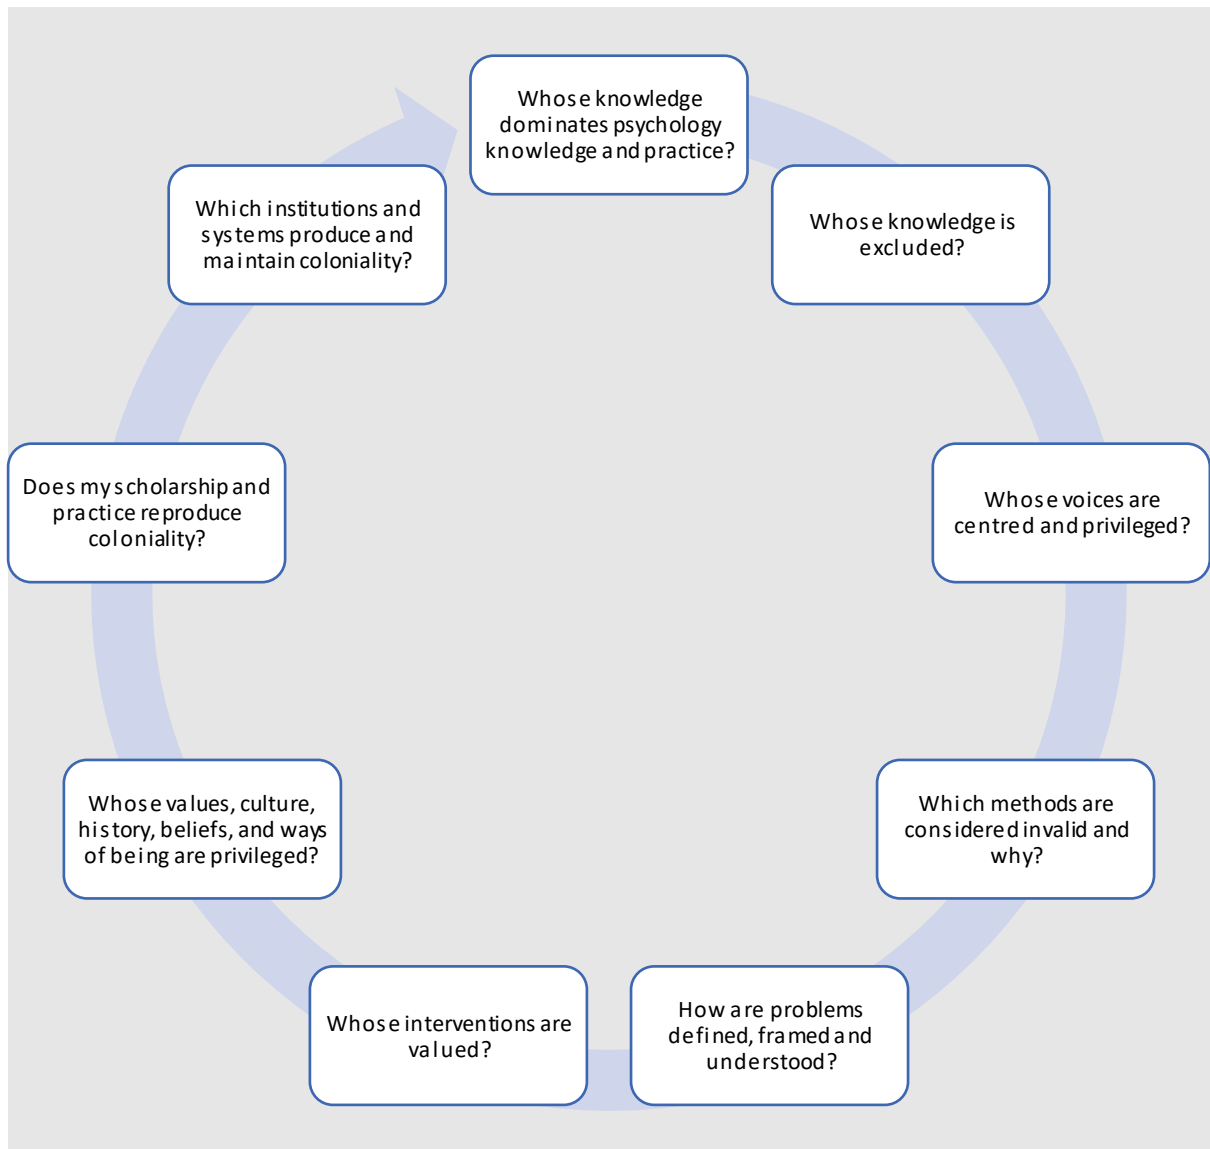 Whose knowledge
dominates psychology
knowledge and practice?
Whose knowledge is
excluded?
Whose voices are
centred and privileged?
Which methods are
considered invalid and
why?
How are problems
defined, framed and
understood?
Whose interventions are
valued?
Whose values, culture,
history, beliefs, and ways
of being are privileged?
Does my scholarship and
practice reproduce
coloniality?
Which institutions and
systems produce and
maintain coloniality?